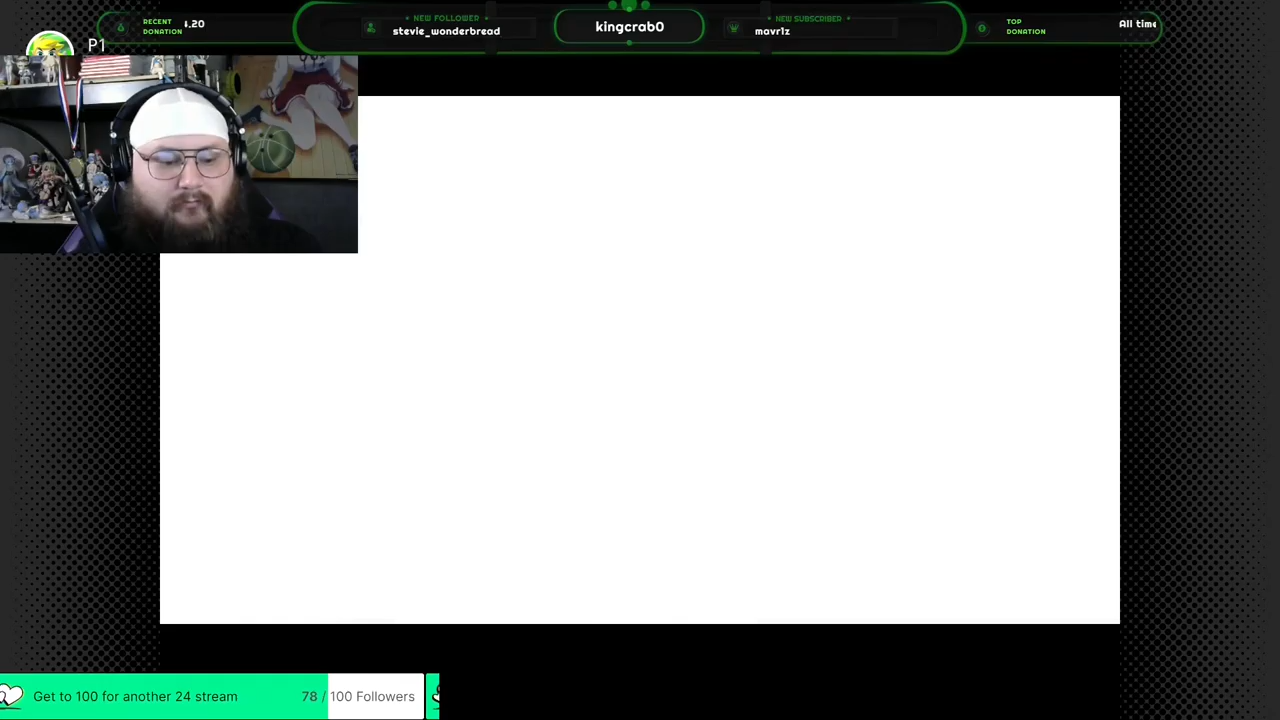 P1
RECENT
DONATION
.20
NEW FOLLOWER
stevie_wonderbread
kingcrab0
NEW SUBSCRIBER
mavr1z
TOP
DONATION
All time
Get to 100 for another 24 stream
78 / 100 Followers